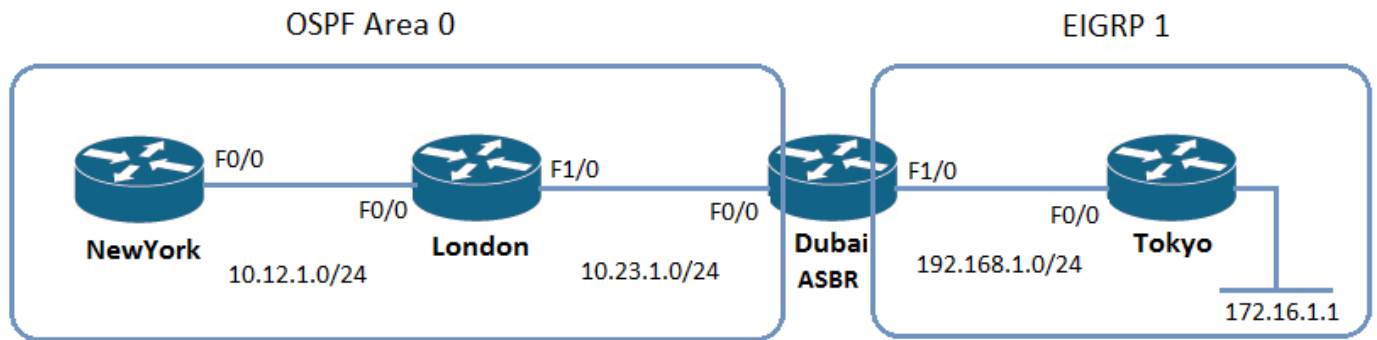 OSPF Area 0
EIGRP 1
F0/0
F0/0
F1/0
F0/0
F1/0
F0/0
NewYork
London
Dubai
ASBR
Tokyo
10.12.1.0/24
10.23.1.0/24
192.168.1.0/24
172.16.1.1